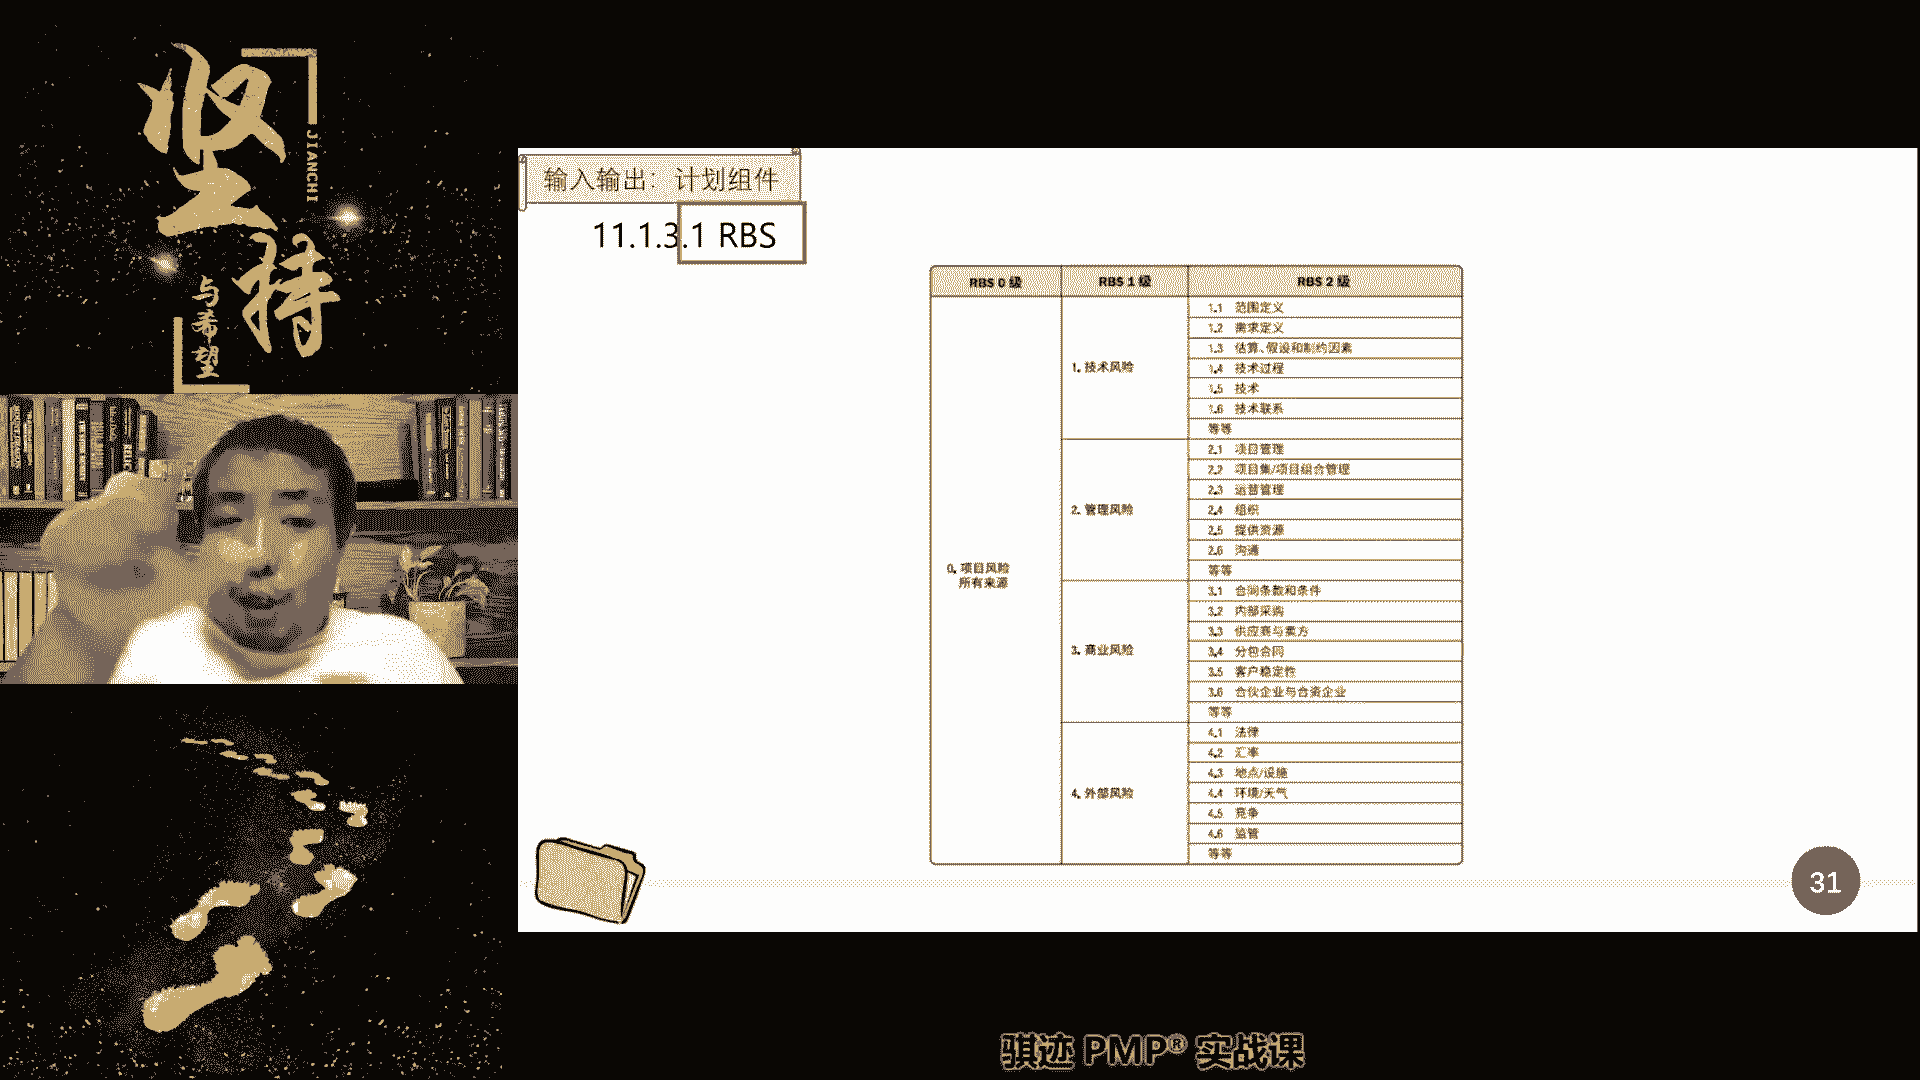 坚持
JIANCHI
与希望
输入输出：计划组件
11.1.3.1 RBS
RBS 0 级
RBS 1 级
RBS 2 级
0. 项目风险
所有来源
1. 技术风险
1.1 范围定义
1.2 需求定义
1.3 估算、假设和制约因素
1.4 技术过程
1.5 技术
1.6 技术联系
等等
2. 管理风险
2.1 项目管理
2.2 项目集/项目组合管理
2.3 运营管理
2.4 组织
2.5 提供资源
2.6 沟通
等等
3. 商业风险
3.1 合同条款和条件
3.2 内部采购
3.3 供应商与卖方
3.4 分包合同
3.5 客户稳定性
3.6 合伙企业与合资企业
等等
4. 外部风险
4.1 法律
4.2 汇率
4.3 地点/设施
4.4 环境/天气
4.5 竞争
4.6 监管
等等
31
骐迹 PMP® 实战课